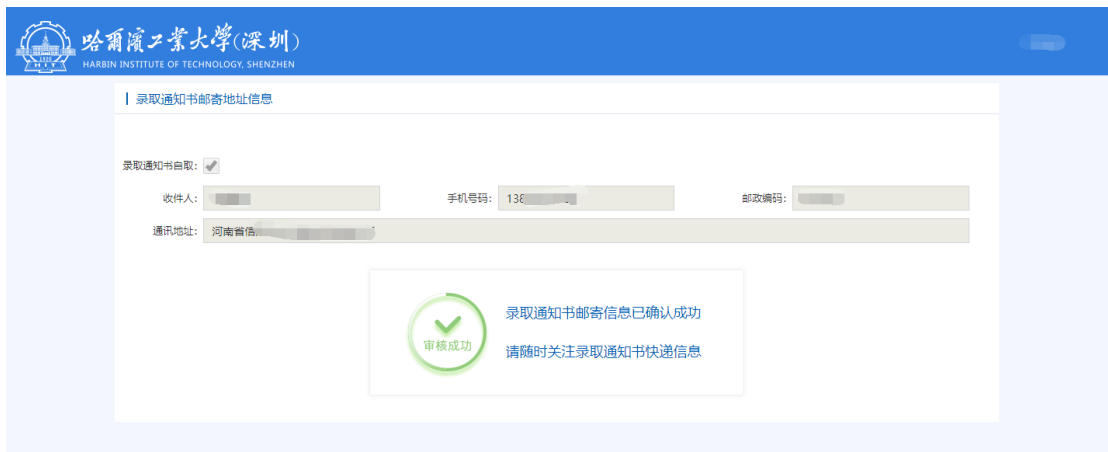 哈爾濱工業大學(深圳)
HARBIN INSTITUTE OF TECHNOLOGY, SHENZHEN
1920
HIT
录取通知书邮寄地址信息
录取通知书自取:
收件人: 手机号码: 138 邮政编码:
通讯地址: 河南省信
录取通知书邮寄信息已确认成功
审核成功
请随时关注录取通知书快递信息